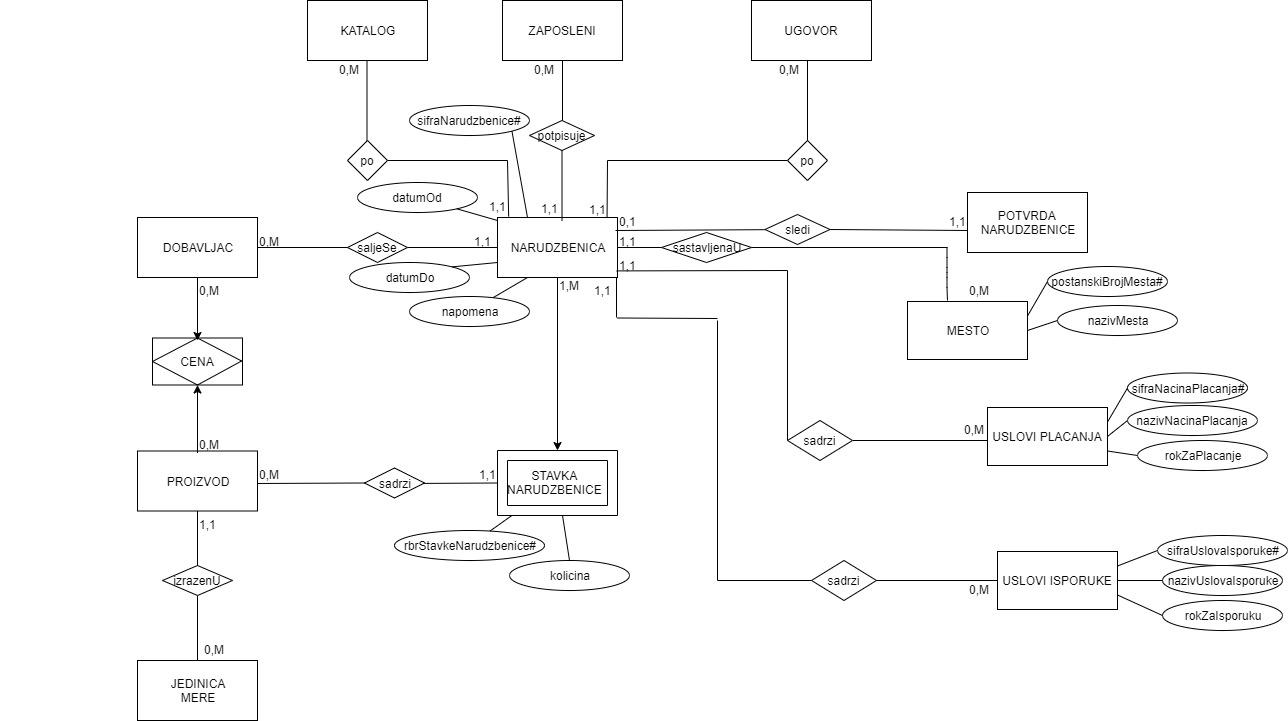 KATALOG
ZAPOSLENI
UGOVOR
0,M
0,M
0,M
sifraNarudzbenice#
potpisuje
po
po
datumOd
1,1
1,1
1,1
DOBAVLJAC
0,M
saljeSe
1,1
NARUDZBENICA
0,1
sledi
1,1
POTVRDA
NARUDZBENICE
1,1
sastavljenaU
1,1
datumDo
0,M
1,M
1,1
0,M
postanskiBrojMesta#
napomena
nazivMesta
MESTO
CENA
sifraNacinaPlacanja#
nazivNacinaPlacanja
0,M
sadrzi
0,M
USLOVI PLACANJA
rokZaPlacanje
PROIZVOD
0,M
sadrzi
1,1
STAVKA
NARUDZBENICE
1,1
rbrStavkeNarudzbenice#
sifraUslovaIsporuke#
izrazenU
kolicina
sadrzi
0,M
USLOVI ISPORUKE
nazivUslovaIsporuke
rokZaIsporuku
0,M
JEDINICA
MERE